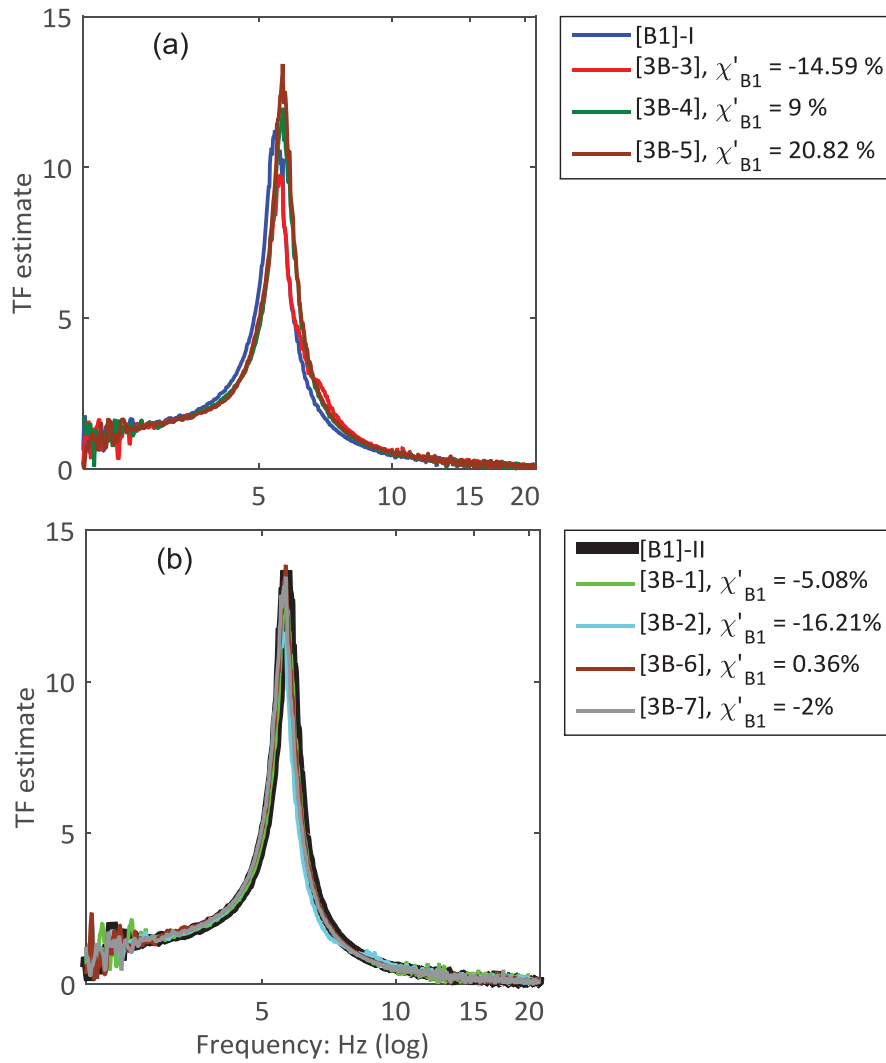 (a)
15
10
5
0
TF estimate
5 10 15 20
[B1]-I
[3B-3], χ'B1 = -14.59 %
[3B-4], χ'B1 = 9 %
[3B-5], χ'B1 = 20.82 %
(b)
15
10
5
0
TF estimate
5 10 15 20
Frequency: Hz (log)
[B1]-II
[3B-1], χ'B1 = -5.08%
[3B-2], χ'B1 = -16.21%
[3B-6], χ'B1 = 0.36%
[3B-7], χ'B1 = -2%